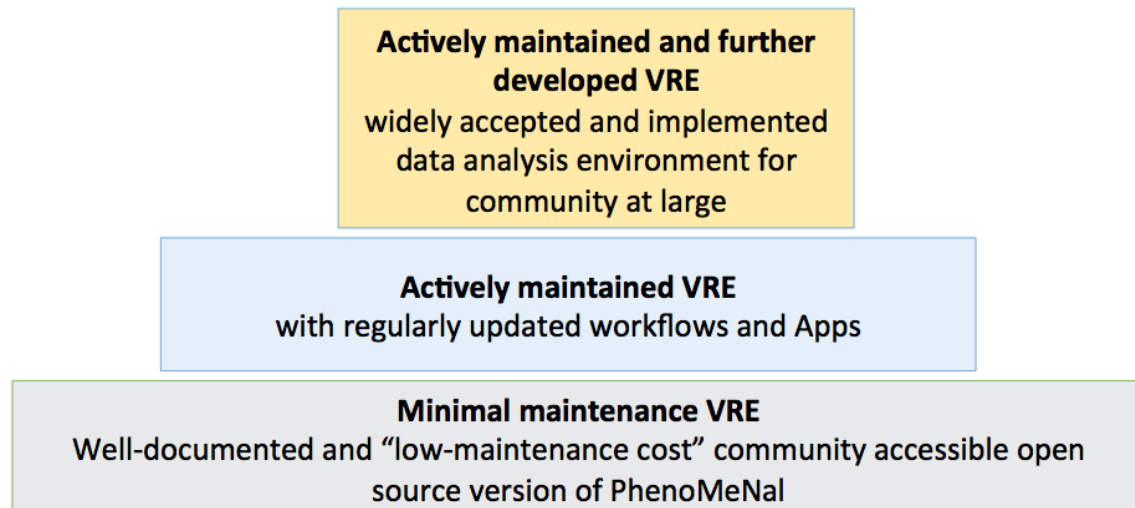 Actively maintained and further
developed VRE
widely accepted and implemented
data analysis environment for
community at large
Actively maintained VRE
with regularly updated workflows and Apps
Minimal maintenance VRE
Well-documented and “low-maintenance cost” community accessible open
source version of PhenoMeNal